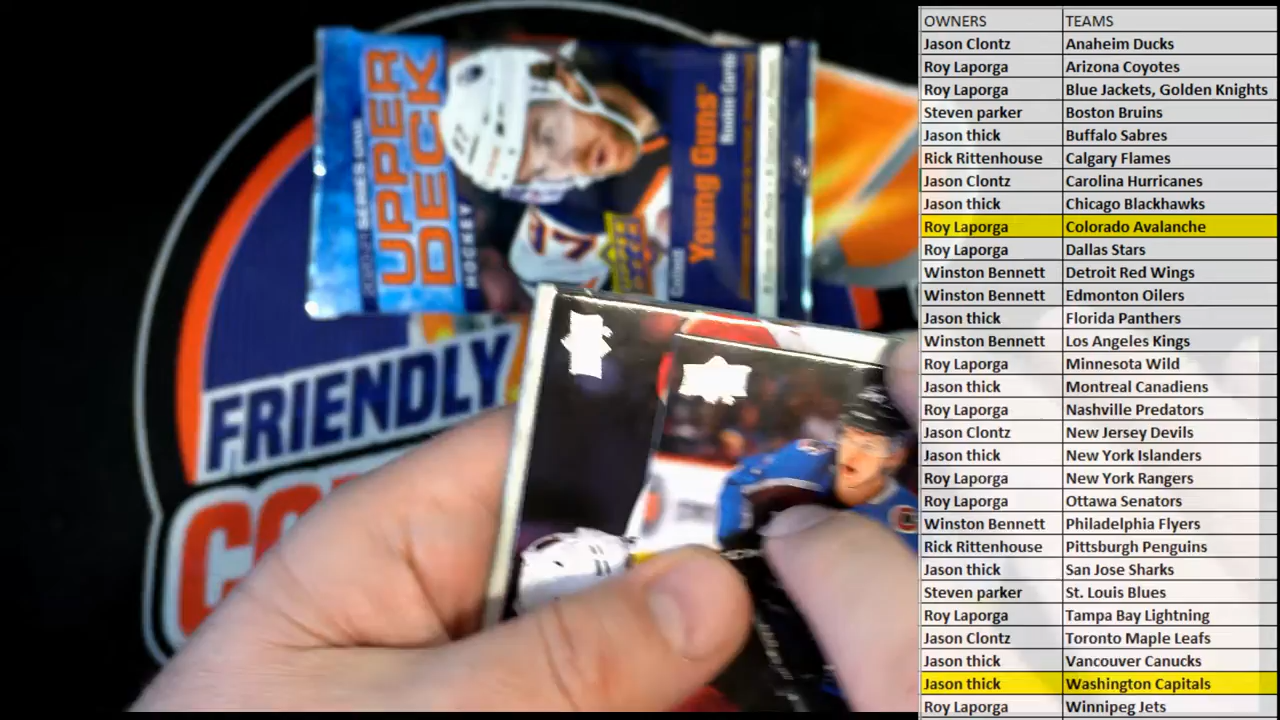 UPPER
DECK
HOCKEY
Young Guns
Rookie Cards
FRIENDLY
OWNERS TEAMS
Jason Clontz Anaheim Ducks
Roy Laporga Arizona Coyotes
Roy Laporga Blue Jackets, Golden Knights
Steven parker Boston Bruins
Jason thick Buffalo Sabres
Rick Rittenhouse Calgary Flames
Jason Clontz Carolina Hurricanes
Jason thick Chicago Blackhawks
Roy Laporga Colorado Avalanche
Roy Laporga Dallas Stars
Winston Bennett Detroit Red Wings
Winston Bennett Edmonton Oilers
Jason thick Florida Panthers
Winston Bennett Los Angeles Kings
Roy Laporga Minnesota Wild
Jason thick Montreal Canadiens
Roy Laporga Nashville Predators
Jason Clontz New Jersey Devils
Jason thick New York Islanders
Roy Laporga New York Rangers
Roy Laporga Ottawa Senators
Winston Bennett Philadelphia Flyers
Rick Rittenhouse Pittsburgh Penguins
Jason thick San Jose Sharks
Steven parker St. Louis Blues
Roy Laporga Tampa Bay Lightning
Jason Clontz Toronto Maple Leafs
Jason thick Vancouver Canucks
Jason thick Washington Capitals
Roy Laporga Winnipeg Jets